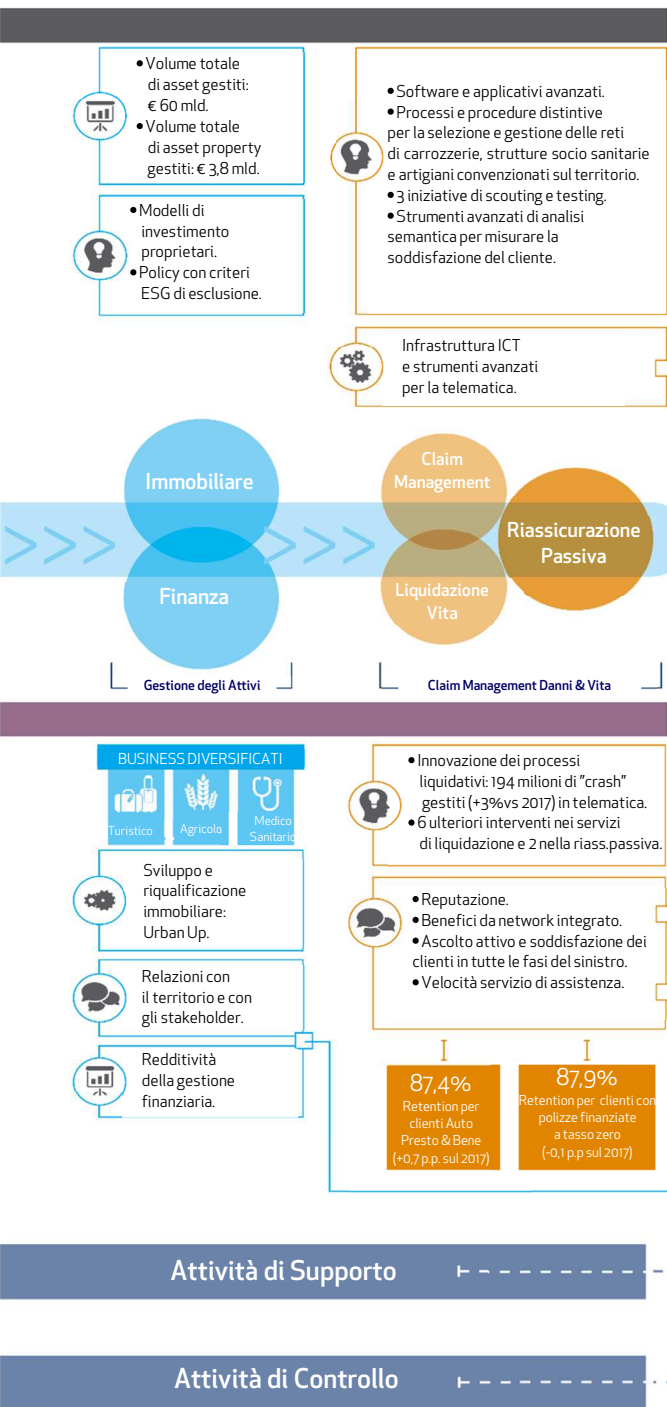 • Volume totale
di asset gestiti:
€ 60 mld.
• Volume totale
di asset property
gestiti: € 3,8 mld.
• Modelli di
investimento
proprietari.
• Policy con criteri
ESG di esclusione.
• Software e applicativi avanzati.
• Processi e procedure distintive
per la selezione e gestione delle reti
di carrozzerie, strutture socio sanitarie
e artigiani convenzionati sul territorio.
• 3 iniziative di scouting e testing.
• Strumenti avanzati di analisi
semantica per misurare la
soddisfazione del cliente.
Infrastruttura ICT
e strumenti avanzati
per la telematica.
Immobiliare
Finanza
Claim
Management
Liquidazione
Vita
Riassicurazione
Passiva
Gestione degli Attivi
Claim Management Danni & Vita
BUSINESS DIVERSIFICATI
Turistico
Agricolo
Medico
Sanitario
Sviluppo e
riqualificazione
immobiliare:
Urban Up.
Relazioni con
il territorio e con
gli stakeholder.
Redditività
della gestione
finanziaria.
• Innovazione dei processi
liquidativi: 194 milioni di "crash"
gestiti (+3%vs 2017) in telematica.
• 6 ulteriori interventi nei servizi
di liquidazione e 2 nella riass.passiva.
• Reputazione.
• Benefici da network integrato.
• Ascolto attivo e soddisfazione dei
clienti in tutte le fasi del sinistro.
• Velocità servizio di assistenza.
87,4%
Retention per
clienti Auto
Presto & Bene
(+0,7 p.p. sul 2017)
87,9%
Retention per clienti con
polizze finanziate
a tasso zero
(-0,1 p.p sul 2017)
Attività di Supporto
Attività di Controllo